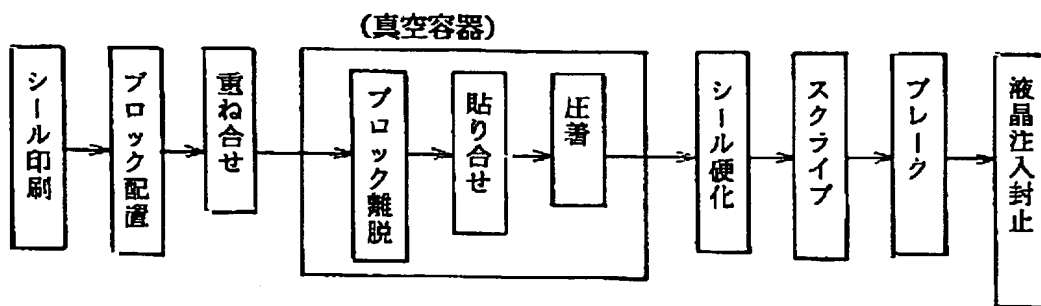 (真空容器)
シール印刷
ブロック配置
重ね合せ
ブロック離脱
貼り合せ
圧着
シール硬化
スクライブ
ブレーク
液晶注入封止